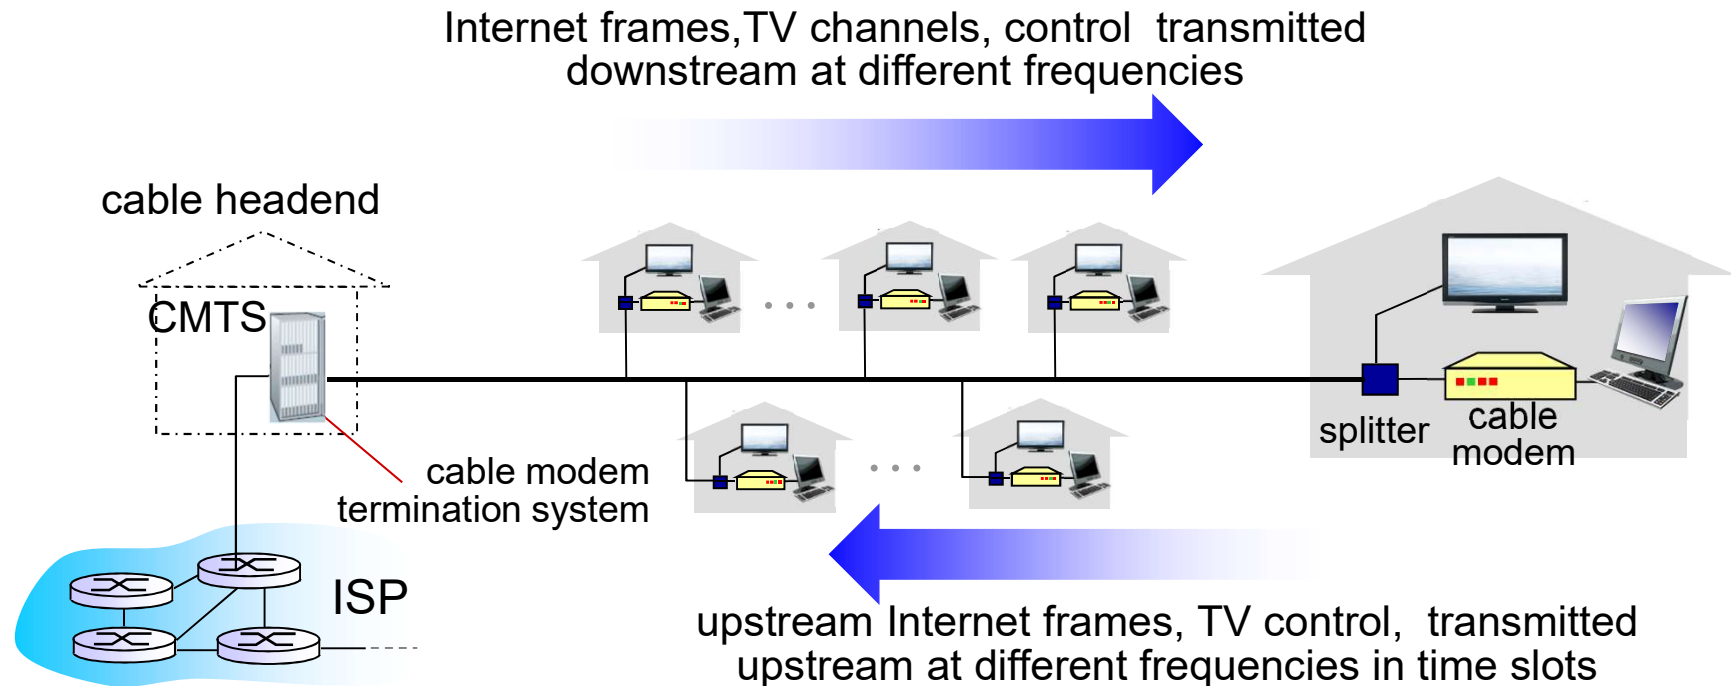 Internet frames,TV channels, control  transmitted
downstream at different frequencies
cable headend
CMTS
splitter
cable
modem
cable modem
termination system
ISP
upstream Internet frames, TV control,  transmitted
upstream at different frequencies in time slots